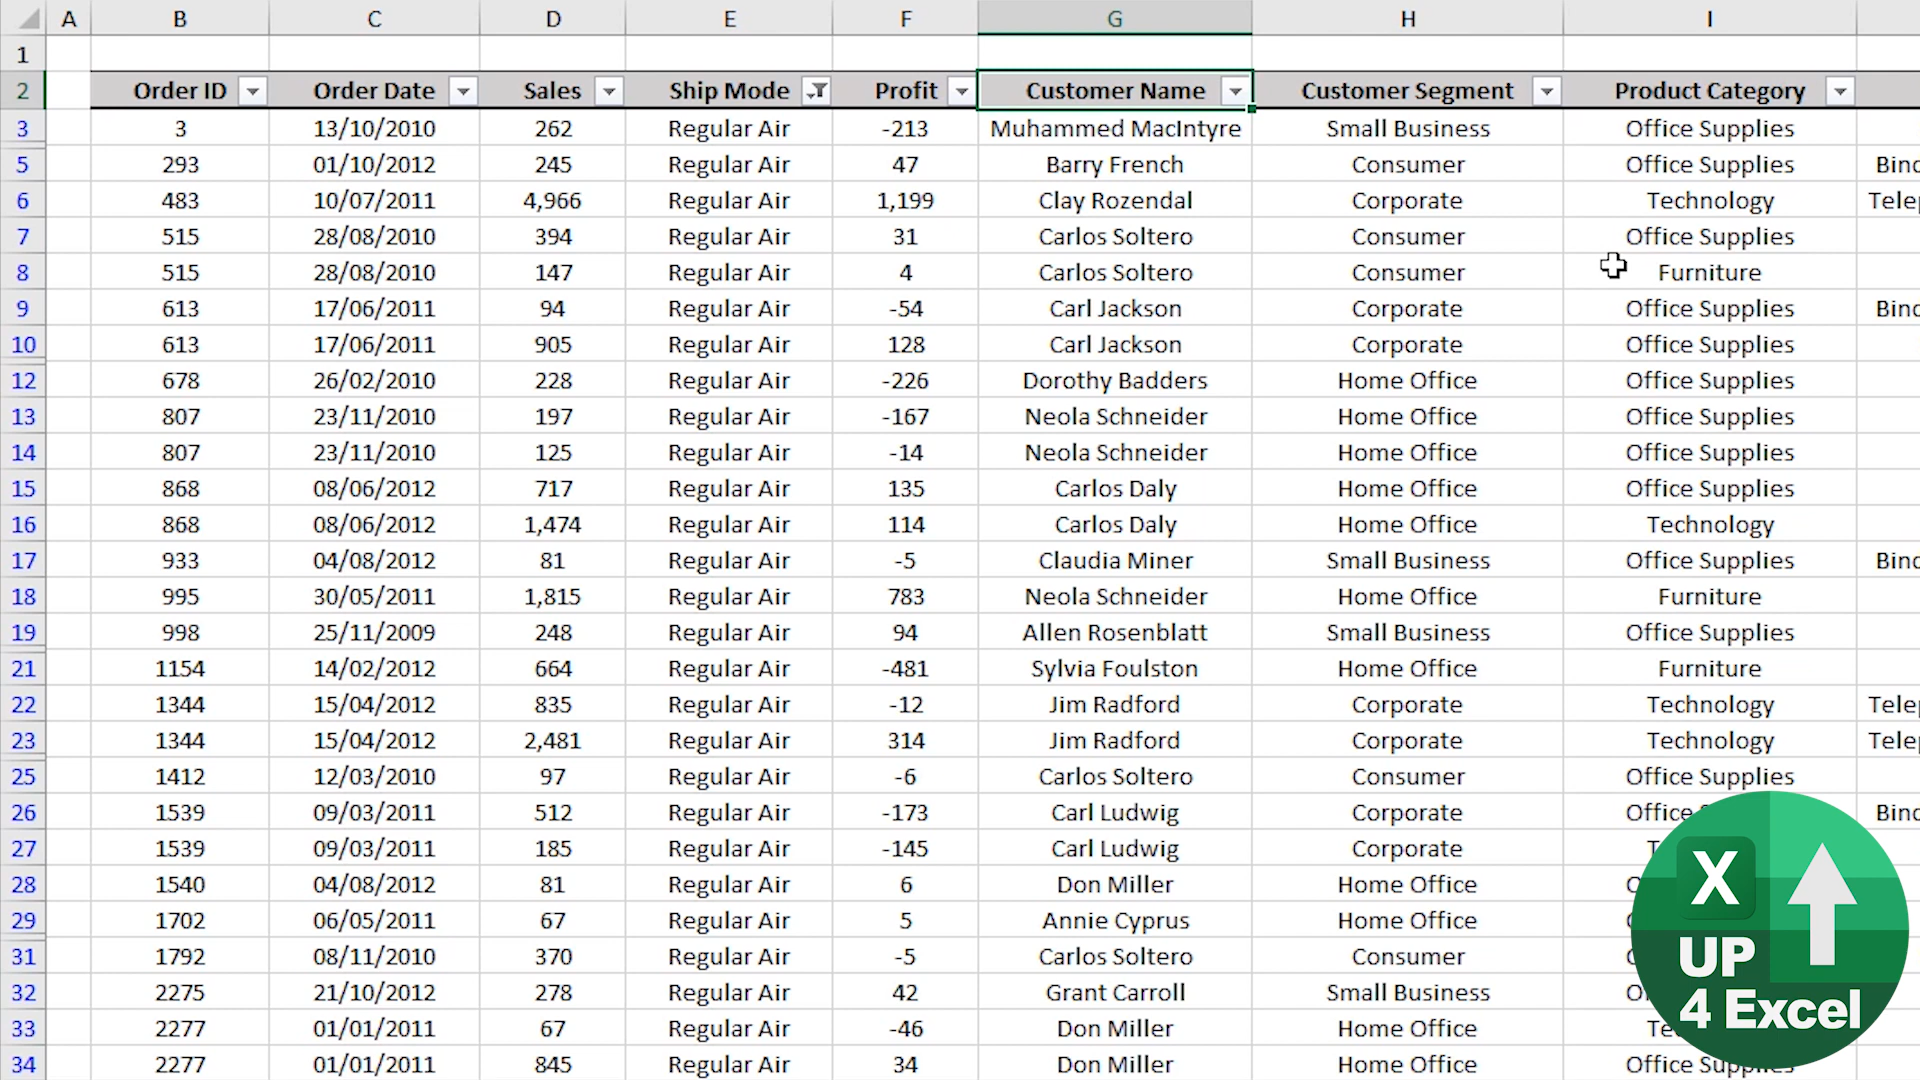 A B C D E F G H I
1
2 Order ID Order Date Sales Ship Mode Profit Customer Name Customer Segment Product Category
3 3 13/10/2010 262 Regular Air -213 Muhammed MacIntyre Small Business Office Supplies
5 293 01/10/2012 245 Regular Air 47 Barry French Consumer Office Supplies Bind
6 483 10/07/2011 4,966 Regular Air 1,199 Clay Rozendal Corporate Technology Telep
7 515 28/08/2010 394 Regular Air 31 Carlos Soltero Consumer Office Supplies
8 515 28/08/2010 147 Regular Air 4 Carlos Soltero Consumer Furniture
9 613 17/06/2011 94 Regular Air -54 Carl Jackson Corporate Office Supplies Bind
10 613 17/06/2011 905 Regular Air 128 Carl Jackson Corporate Office Supplies
12 678 26/02/2010 228 Regular Air -226 Dorothy Badders Home Office Office Supplies
13 807 23/11/2010 197 Regular Air -167 Neola Schneider Home Office Office Supplies
14 807 23/11/2010 125 Regular Air -14 Neola Schneider Home Office Office Supplies
15 868 08/06/2012 717 Regular Air 135 Carlos Daly Home Office Office Supplies
16 868 08/06/2012 1,474 Regular Air 114 Carlos Daly Home Office Technology
17 933 04/08/2012 81 Regular Air -5 Claudia Miner Small Business Office Supplies Bind
18 995 30/05/2011 1,815 Regular Air 783 Neola Schneider Home Office Furniture
19 998 25/11/2009 248 Regular Air 94 Allen Rosenblatt Small Business Office Supplies
21 1154 14/02/2012 664 Regular Air -481 Sylvia Foulston Home Office Furniture
22 1344 15/04/2012 835 Regular Air -12 Jim Radford Corporate Technology Telep
23 1344 15/04/2012 2,481 Regular Air 314 Jim Radford Corporate Technology Telep
25 1412 12/03/2010 97 Regular Air -6 Carlos Soltero Consumer Office Supplies
26 1539 09/03/2011 512 Regular Air -173 Carl Ludwig Corporate Office Bind
27 1539 09/03/2011 185 Regular Air -145 Carl Ludwig Corporate
28 1540 04/08/2012 81 Regular Air 6 Don Miller Home Office
29 1702 06/05/2011 67 Regular Air 5 Annie Cyprus Home Office
31 1792 08/11/2010 370 Regular Air -5 Carlos Soltero Consumer
32 2275 21/10/2012 278 Regular Air 42 Grant Carroll Small Business
33 2277 01/01/2011 67 Regular Air -46 Don Miller Home Office
34 2277 01/01/2011 845 Regular Air 34 Don Miller Home Office Office Supplies
X
UP
4 Excel